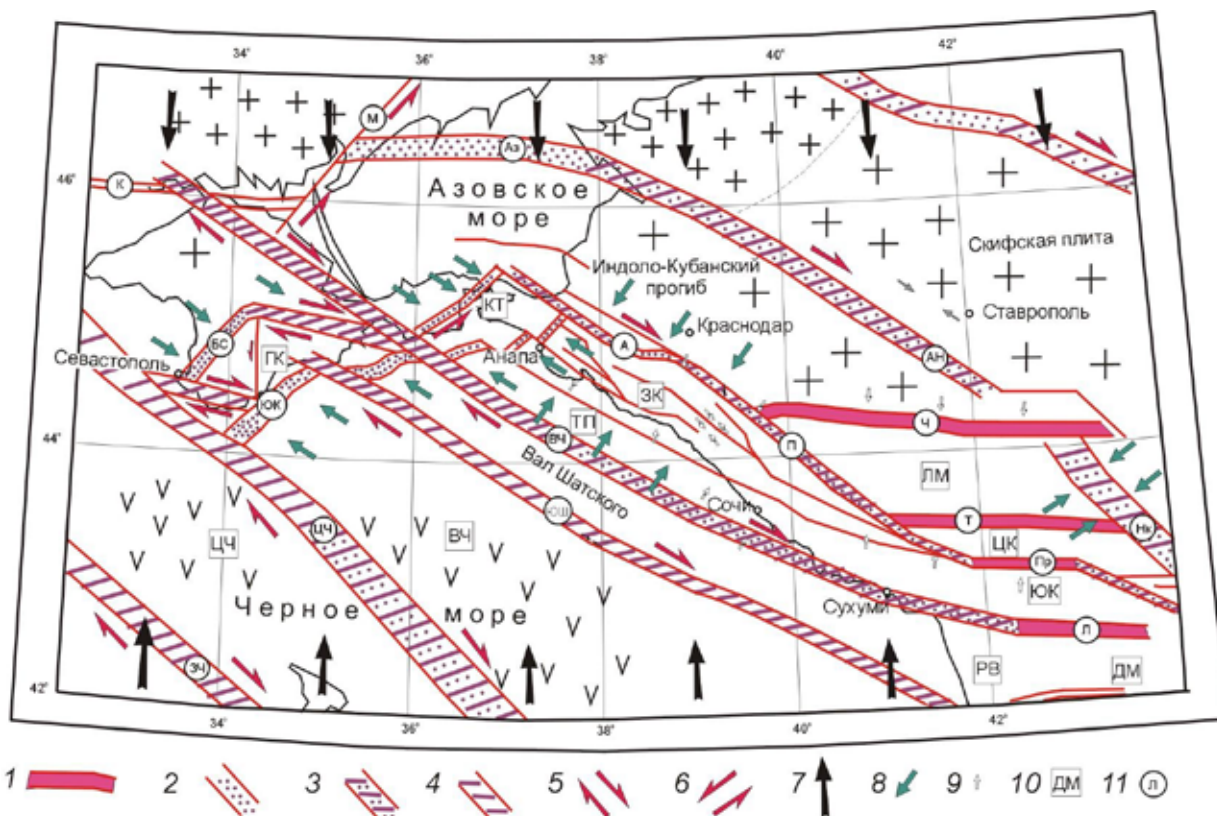 34° 36° 38° 40° 42°
М
Аз
46°
К
Азовское
море
Скифская плита
Индоло-Кубанский
прогиб
Ставрополь
КТ
Краснодар
БС
Севастополь
ГК
Анапа
А
АН
ЗК
ЮК
ТП
Ч
44°
ВЧ
П
Вал Шатского
ЛМ
Сочи
ЮШ
Т
Нк
ЦЧ
ЦЧ
ВЧ
ЦК
Пр
ЮК
Черное море
Сухуми
Л
ЗЧ
РВ
ДМ
42°
34° 36° 38° 40° 42°
1 2 3 4 5 6 7 8 9 10 ДМ 11 Л